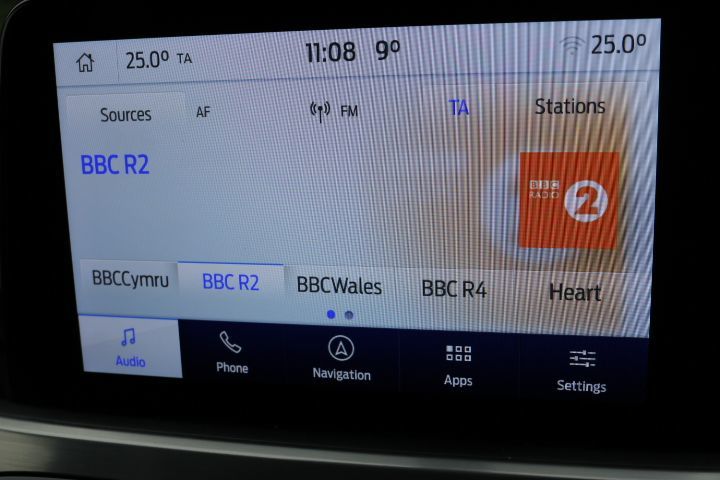 25.0° TA 11:08 9° 25.0°
Sources AF FM TA Stations
BBC R2
BBC
RADIO 2
BBCCymru BBC R2 BBCWales BBC R4 Heart
Audio Phone Navigation Apps Settings